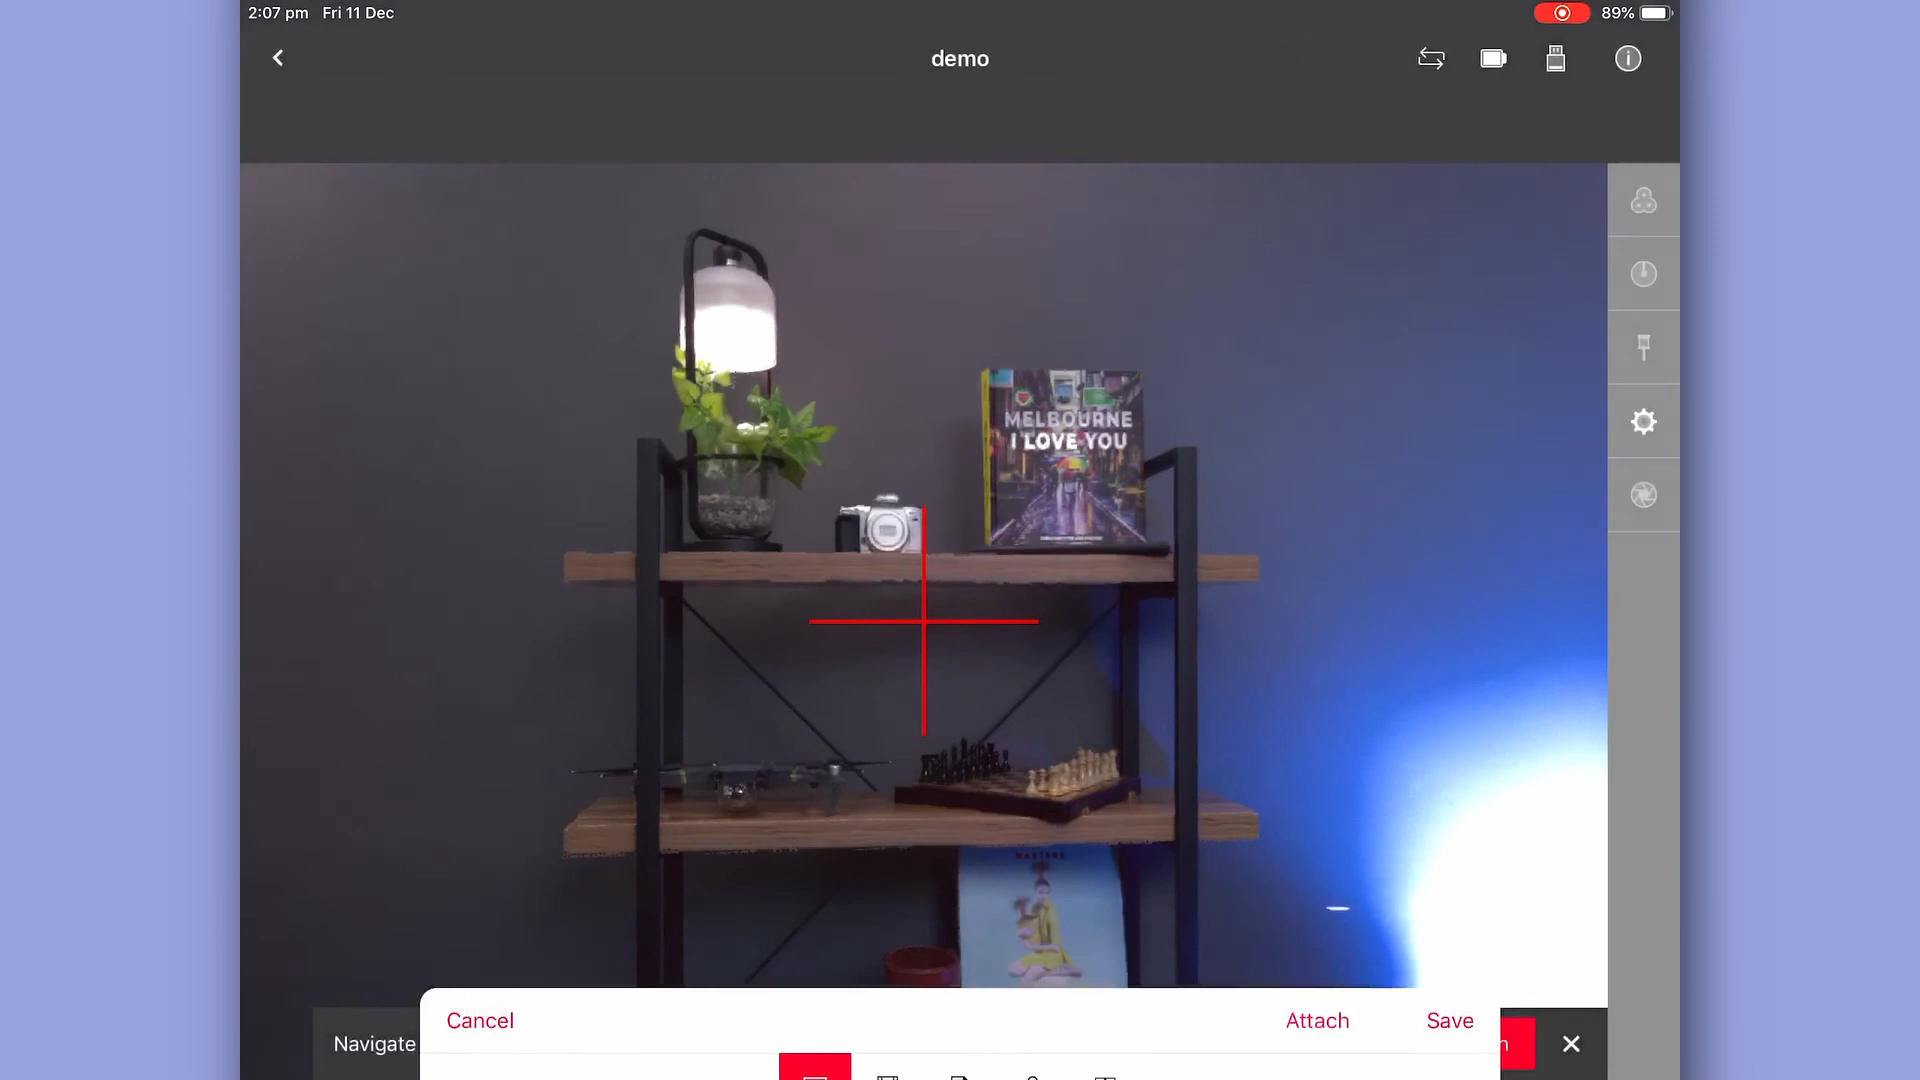 2:07 pm Fri 11 Dec
89%
demo
MELBOURNE
I LOVE YOU
Cancel
Attach
Save
Navigate